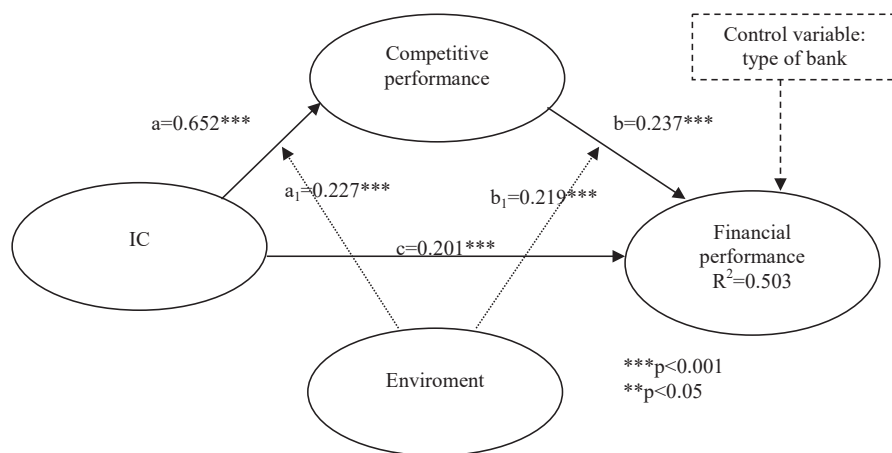 Control variable:
type of bank
Competitive
performance
a=0.652***
b=0.237***
a₁=0.227***
b₁=0.219***
IC
c=0.201***
Financial
performance
R²=0.503
Enviroment
***p<0.001
**p<0.05